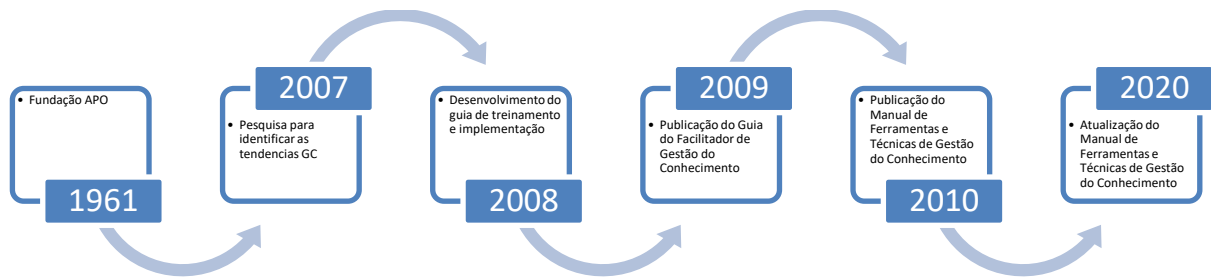 • Fundação APO
1961
2007
• Pesquisa para
identificar as
tendencias GC
• Desenvolvimento do
guia de treinamento
e implementação
2008
2009
• Publicação do Guia
do Facilitador de
Gestão do
Conhecimento
• Publicação do
Manual de
Ferramentas e
Técnicas de Gestão
do Conhecimento
2010
2020
• Atualização do
Manual de
Ferramentas e
Técnicas de Gestão
do Conhecimento